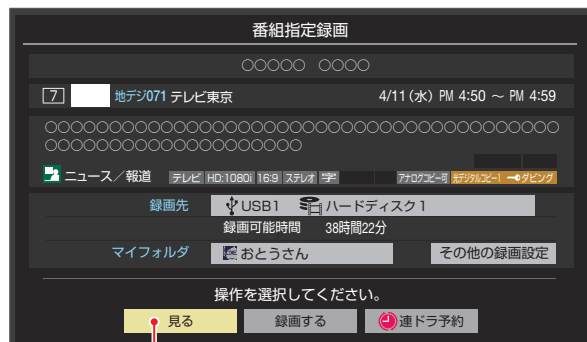 番組指定録画
○○○○○ ○○○○
7 地デジ071 テレビ東京 4/11(水) PM 4:50 ～ PM 4:59
○○○○○○○○○○○○○○○○○○○○○○○○○○○○○○○○○○○○○○○○
○○○○○○○○○○○○○○○○○○○○
ニュース／報道 テレビ HD:1080i 16:9 ステレオ 字 アナログコピー可 光デジタルコピー1 ダビング
録画先 USB1 ハードディスク1
録画可能時間 38時間22分
マイフォルダ おとうさん その他の録画設定
操作を選択してください。
見る 録画する 連ドラ予約